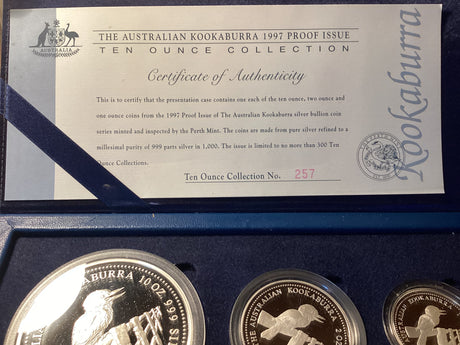 THE AUSTRALIAN KOOKABURRA 1997 PROOF ISSUE
TEN OUNCE COLLECTION
Certificate of Authenticity
This is to certify that the presentation case contains one each of the ten ounce, two ounce and
one ounce coins from the 1997 Proof Issue of The Australian Kookaburra silver bullion coin
series minted and inspected by the Perth Mint. The coins are made from pure silver refined to a
millesimal purity of 999 parts silver in 1,000. The issue is limited to no more than 300 Ten
Ounce Collections.
Ten Ounce Collection No. 257
AUSTRALIA
Kookaburra
KOOKABURRA 10 OZ. 999 SIL
THE AUSTRALIAN KOOKABURRA 2 O
KOOKABURRA